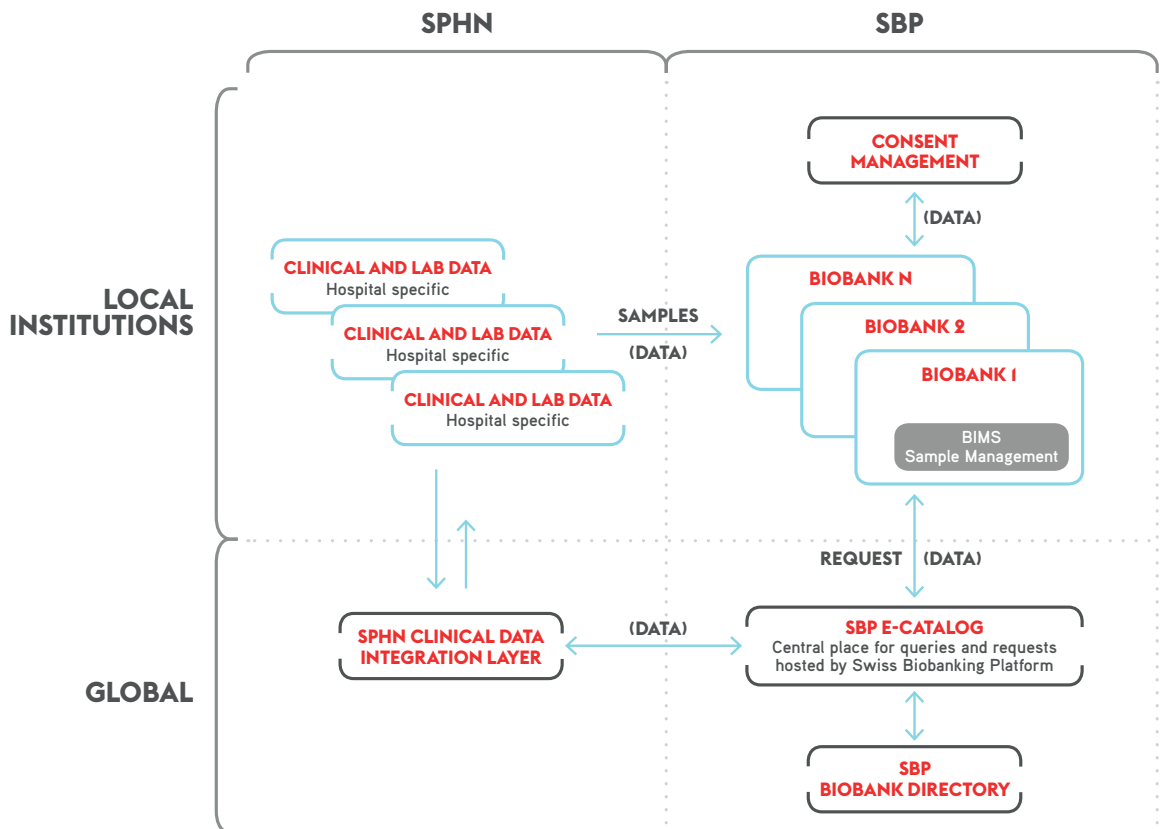 SPHN
SBP
LOCAL
INSTITUTIONS
CONSENT
MANAGEMENT
(DATA)
CLINICAL AND LAB DATA
Hospital specific
CLINICAL AND LAB DATA
Hospital specific
CLINICAL AND LAB DATA
Hospital specific
SAMPLES
(DATA)
BIOBANK N
BIOBANK 2
BIOBANK 1
BIMS
Sample Management
REQUEST
(DATA)
GLOBAL
SPHN CLINICAL DATA
INTEGRATION LAYER
(DATA)
SBP E-CATALOG
Central place for queries and requests
hosted by Swiss Biobanking Platform
SBP
BIOBANK DIRECTORY